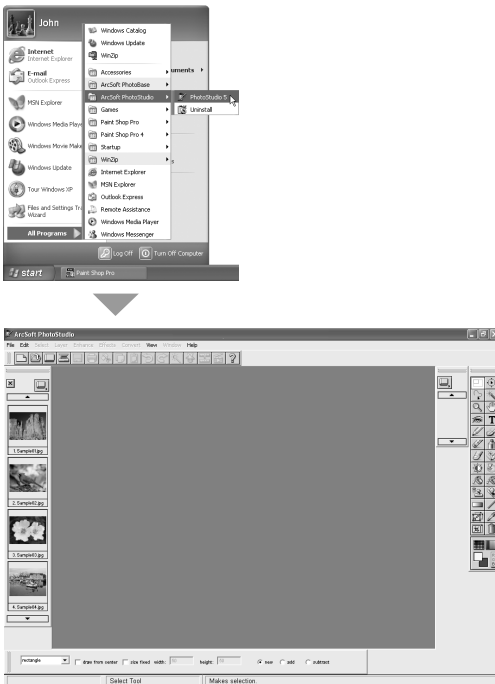 John
Internet
Internet Explorer
E-mail
Outlook Express
MSN Explorer
Windows Media Play
Windows Movie Make
Windows Update
Tour Windows XP
Files and Settings Tr
Wizard
All Programs
Windows Catalog
Windows Update
WinZip
Accessories
ArcSoft PhotoBase
ArcSoft PhotoStudio
Games
Paint Shop Pro
Paint Shop Pro 4
Startup
WinZip
Internet Explorer
MSN Explorer
Outlook Express
Remote Assistance
Windows Media Player
Windows Messenger
uments
PhotoStudio 5
Uninstall
Log Off
Turn Off Computer
start
Paint Shop Pro
ArcSoft PhotoStudio
File Edit Select Layer Enhance Effects Convert View Window Help
1. Sample01.jpg
2. Sample02.jpg
3. Sample03.jpg
4. Sample04.jpg
rectangle draw from center size fixed width: height: new add subtract
Select Tool Makes selection.